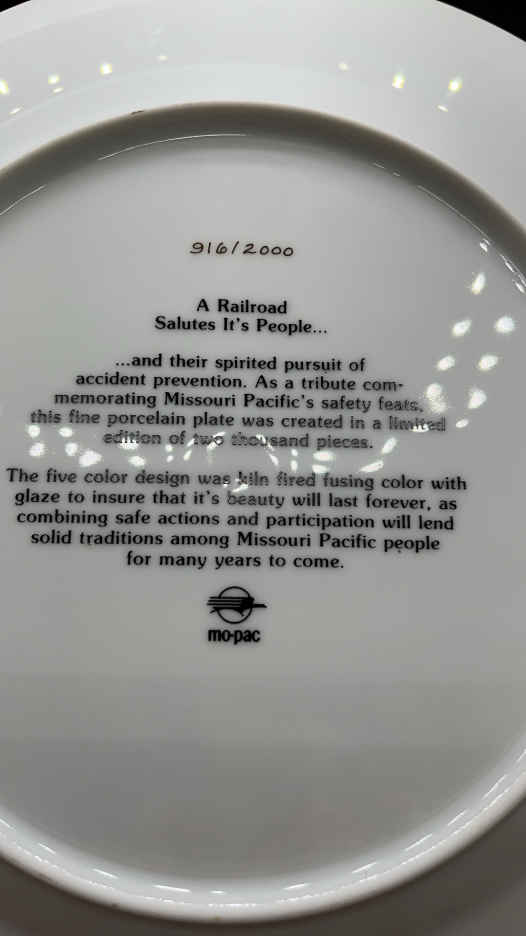 916/2000
A Railroad
Salutes It's People...
...and their spirited pursuit of
accident prevention. As a tribute com-
memorating Missouri Pacific's safety feats,
this fine porcelain plate was created in a limited
edition of two thousand pieces.
The five color design was kiln fired fusing color with
glaze to insure that it's beauty will last forever, as
combining safe actions and participation will lend
solid traditions among Missouri Pacific people
for many years to come.
mo-pac